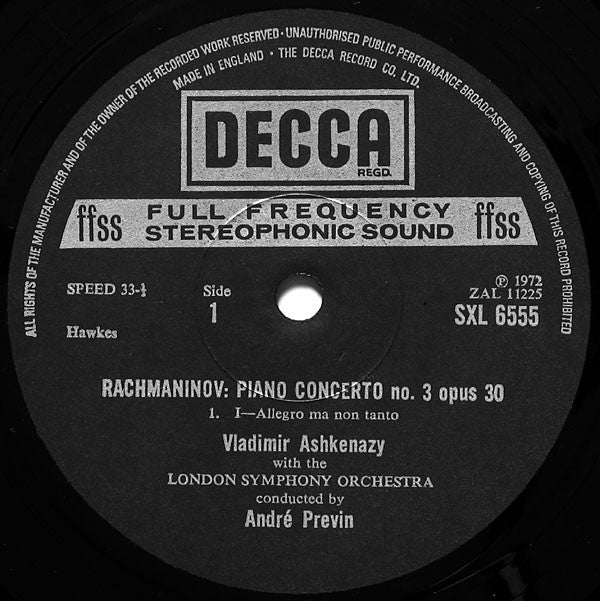 ALL RIGHTS OF THE MANUFACTURER AND OF THE OWNER OF THE RECORDED WORK RESERVED · UNAUTHORISED PUBLIC PERFORMANCE BROADCASTING AND COPYING OF THIS RECORD PROHIBITED
MADE IN ENGLAND · THE DECCA RECORD CO. LTD.
DECCA
REGD.
ffss FULL FREQUENCY ffss
STEREOPHONIC SOUND
SPEED 33-⅓
Side
1
Hawkes
℗ 1972
ZAL 11225
SXL 6555
RACHMANINOV: PIANO CONCERTO no. 3 opus 30
1. I—Allegro ma non tanto
Vladimir Ashkenazy
with the
LONDON SYMPHONY ORCHESTRA
conducted by
André Previn